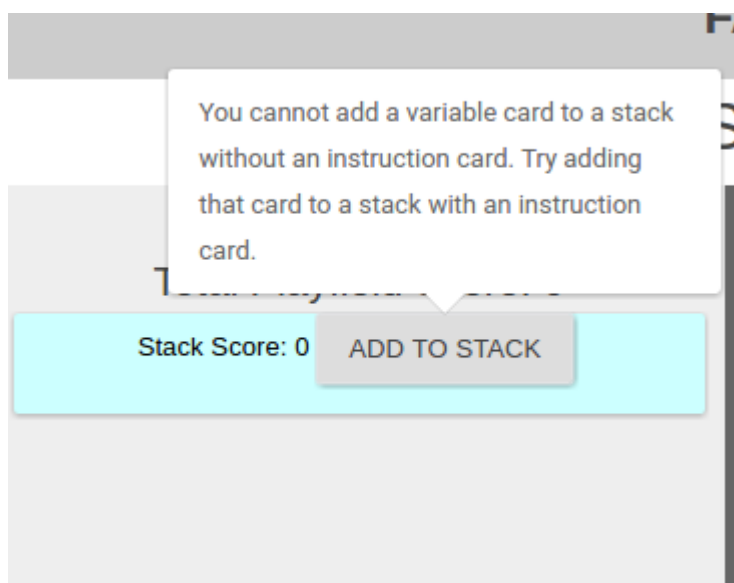 You cannot add a variable card to a stack
without an instruction card. Try adding
that card to a stack with an instruction
card.
Stack Score: 0 ADD TO STACK